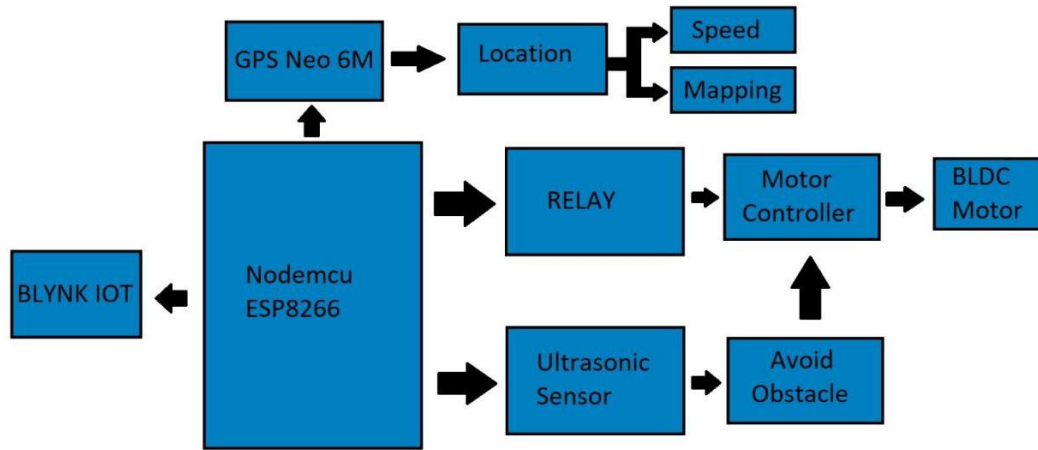 GPS Neo 6M
Location
Speed
Mapping
RELAY
Motor
Controller
BLDC
Motor
BLYNK IOT
Nodemcu
ESP8266
Ultrasonic
Sensor
Avoid
Obstacle